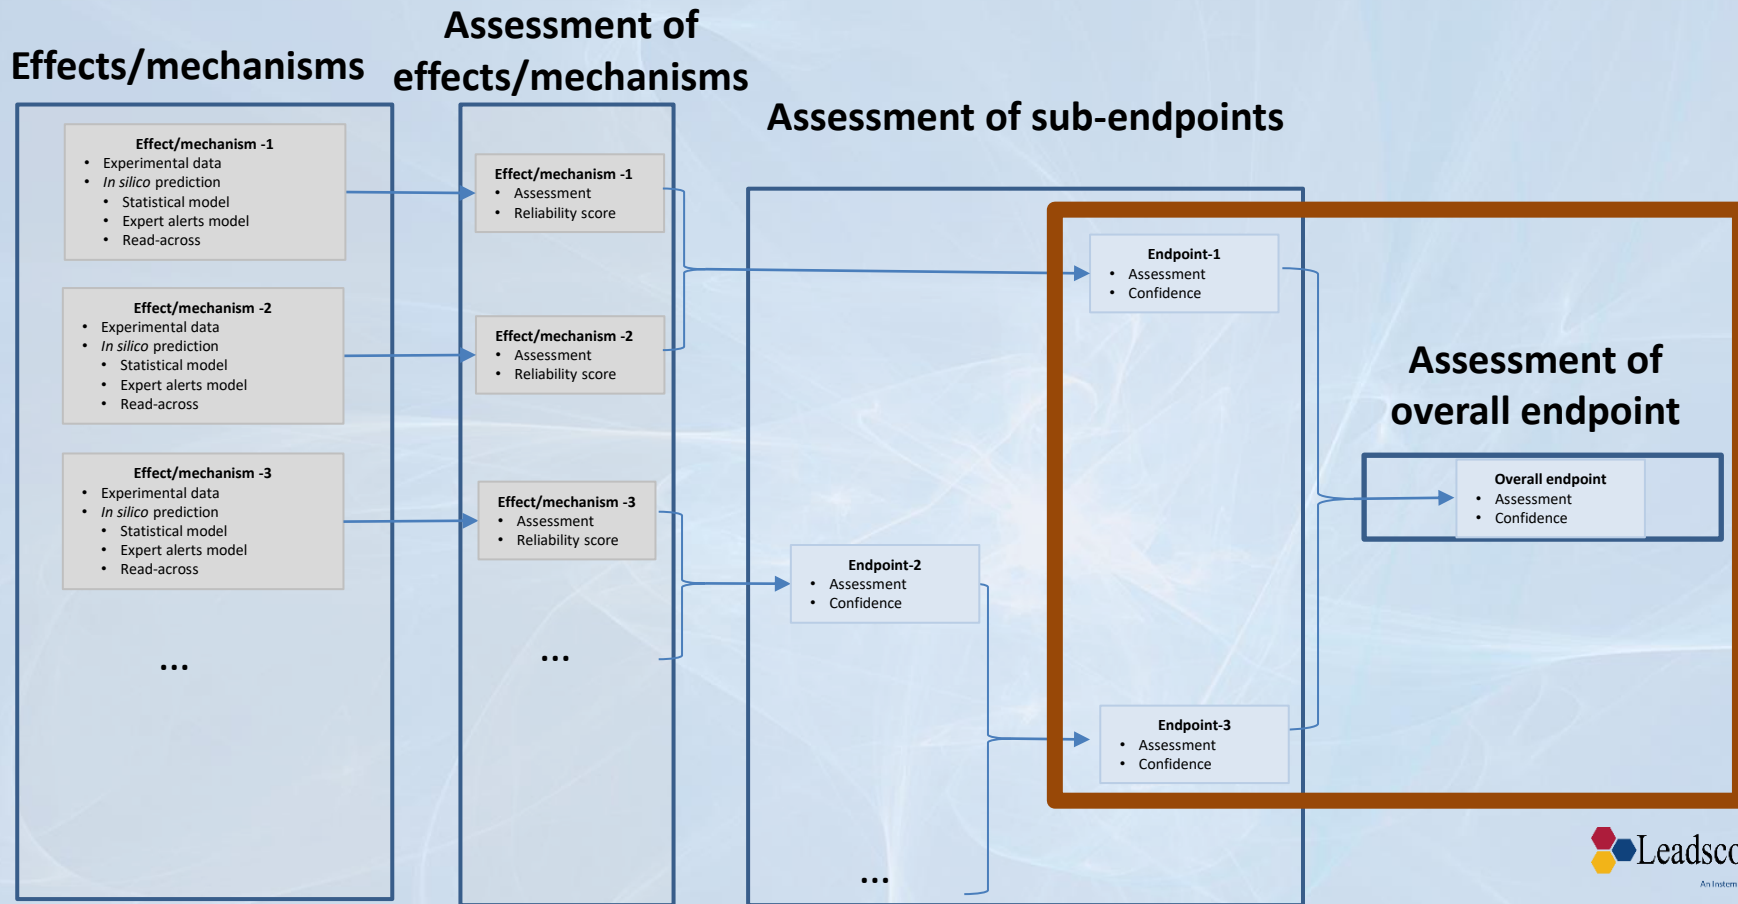 Effects/mechanisms
Assessment of
effects/mechanisms
Assessment of sub-endpoints
Assessment of
overall endpoint
Effect/mechanism -1
• Experimental data
• In silico prediction
• Statistical model
• Expert alerts model
• Read-across
Effect/mechanism -2
• Experimental data
• In silico prediction
• Statistical model
• Expert alerts model
• Read-across
Effect/mechanism -3
• Experimental data
• In silico prediction
• Statistical model
• Expert alerts model
• Read-across
...
Effect/mechanism -1
• Assessment
• Reliability score
Effect/mechanism -2
• Assessment
• Reliability score
Effect/mechanism -3
• Assessment
• Reliability score
...
Endpoint-2
• Assessment
• Confidence
...
Endpoint-1
• Assessment
• Confidence
Endpoint-3
• Assessment
• Confidence
Overall endpoint
• Assessment
• Confidence
Leadsco
An Instem